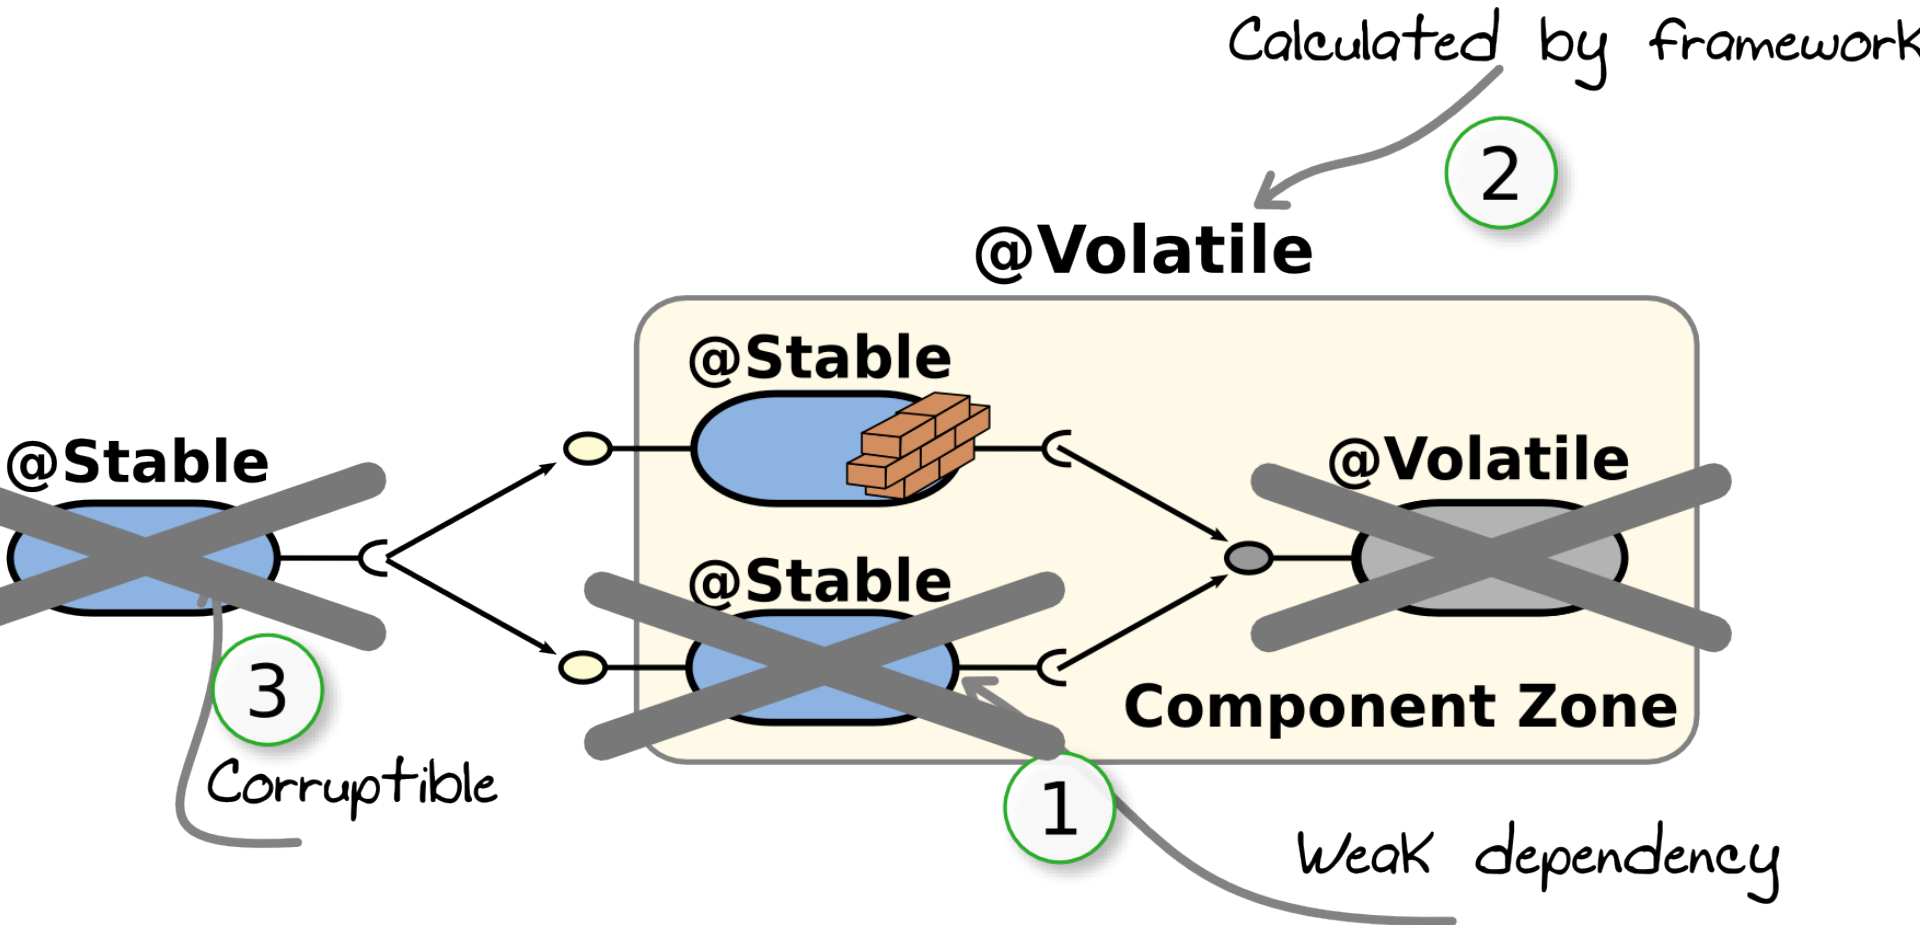 Calculated by framework
2
@Volatile
@Stable
@Stable
@Volatile
@Stable
Component Zone
3
Corruptible
1
Weak dependency